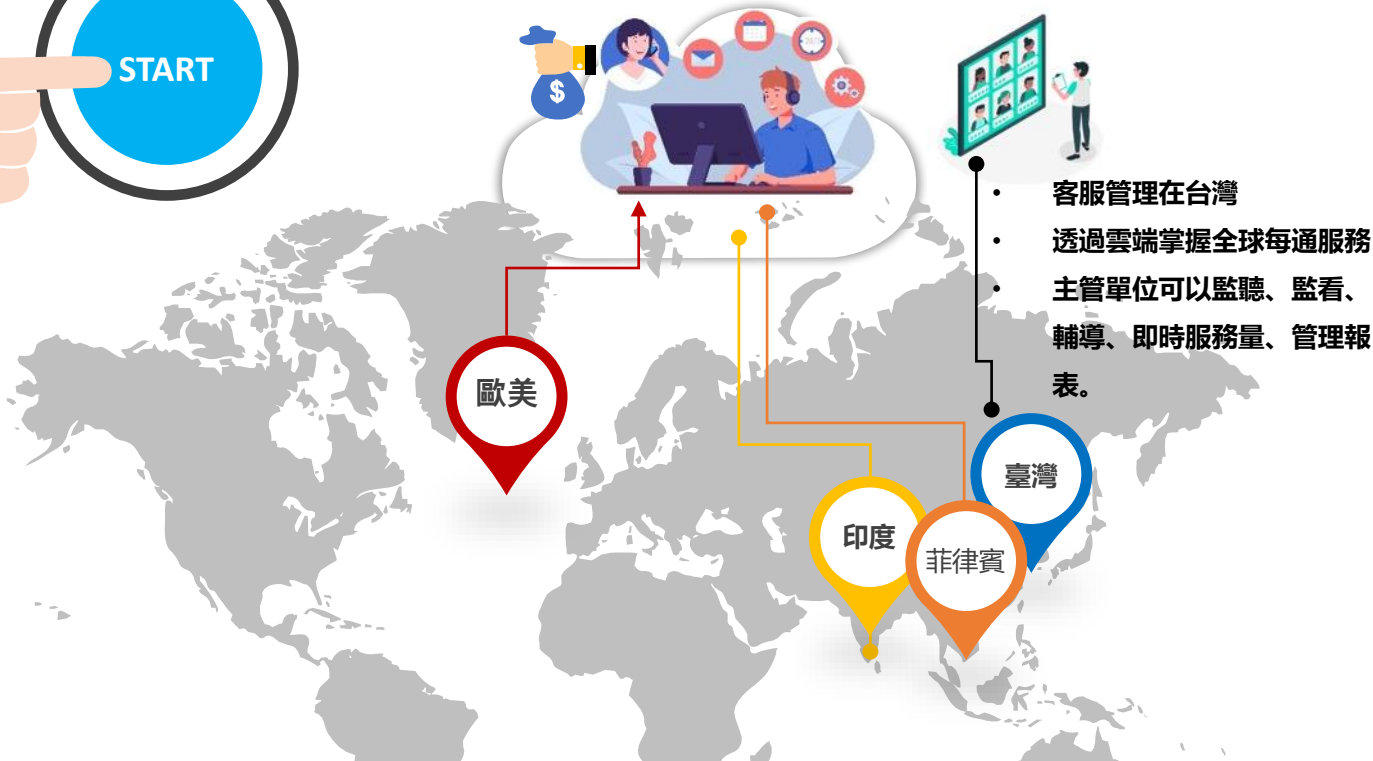 START
$
• 客服管理在台灣
• 透過雲端掌握全球每通服務
• 主管單位可以監聽、監看、
輔導、即時服務量、管理報
表。
歐美
臺灣
印度
菲律賓